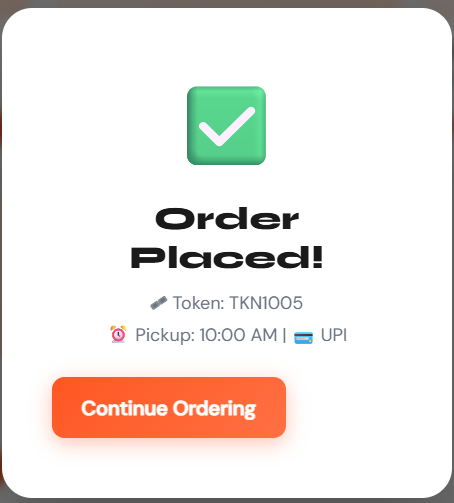 Order
Placed!
Token: TKN1005
Pickup: 10:00 AM | UPI
Continue Ordering